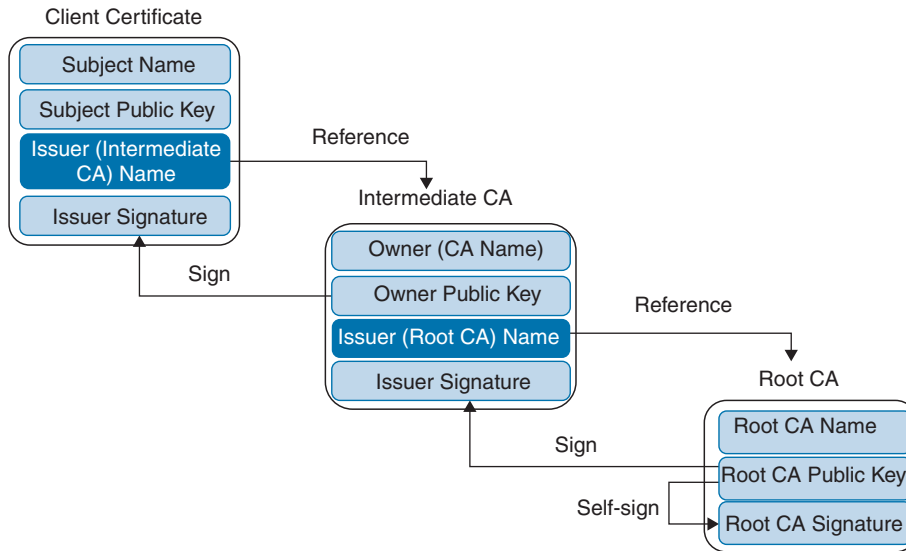 Client Certificate
Subject Name
Subject Public Key
Issuer (Intermediate
CA) Name
Issuer Signature
Reference
Intermediate CA
Owner (CA Name)
Sign
Owner Public Key
Issuer (Root CA) Name
Issuer Signature
Reference
Root CA
Root CA Name
Sign
Root CA Public Key
Self-sign
Root CA Signature